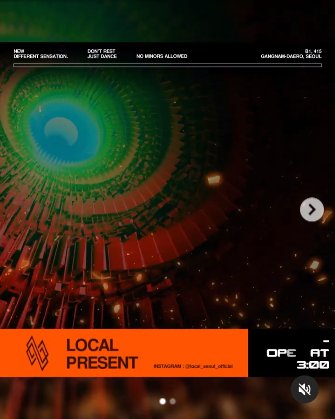 NEW
DIFFERENT SENSATION.
DON'T REST
JUST DANCE
NO MINORS ALLOWED
B1, 415
GANGNAM-DAERO, SEOUL
LOCAL
PRESENT
INSTAGRAM : @local_seoul_official
OPE AT
3:00